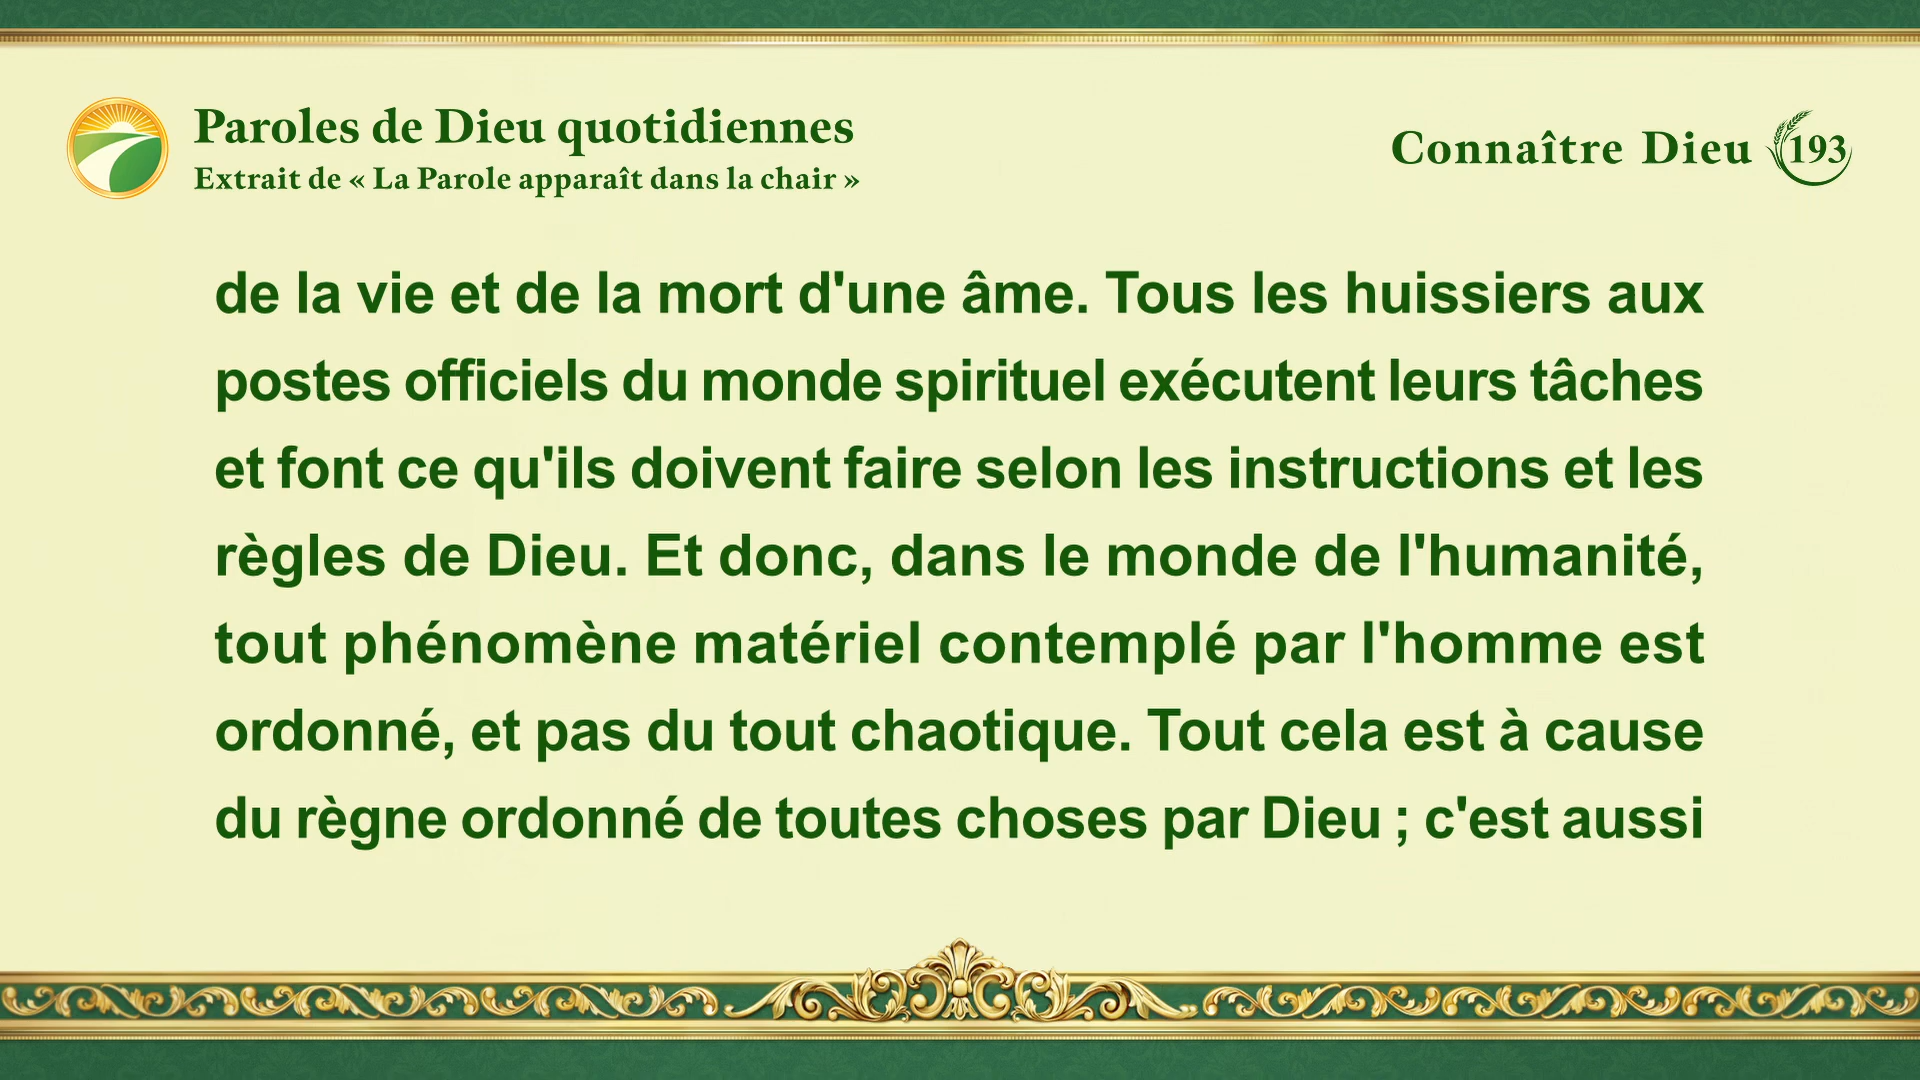 Paroles de Dieu quotidiennes
Extrait de « La Parole apparaît dans la chair »
Connaître Dieu 193
de la vie et de la mort d'une âme. Tous les huissiers aux
postes officiels du monde spirituel exécutent leurs tâches
et font ce qu'ils doivent faire selon les instructions et les
règles de Dieu. Et donc, dans le monde de l'humanité,
tout phénomène matériel contemplé par l'homme est
ordonné, et pas du tout chaotique. Tout cela est à cause
du règne ordonné de toutes choses par Dieu ; c'est aussi